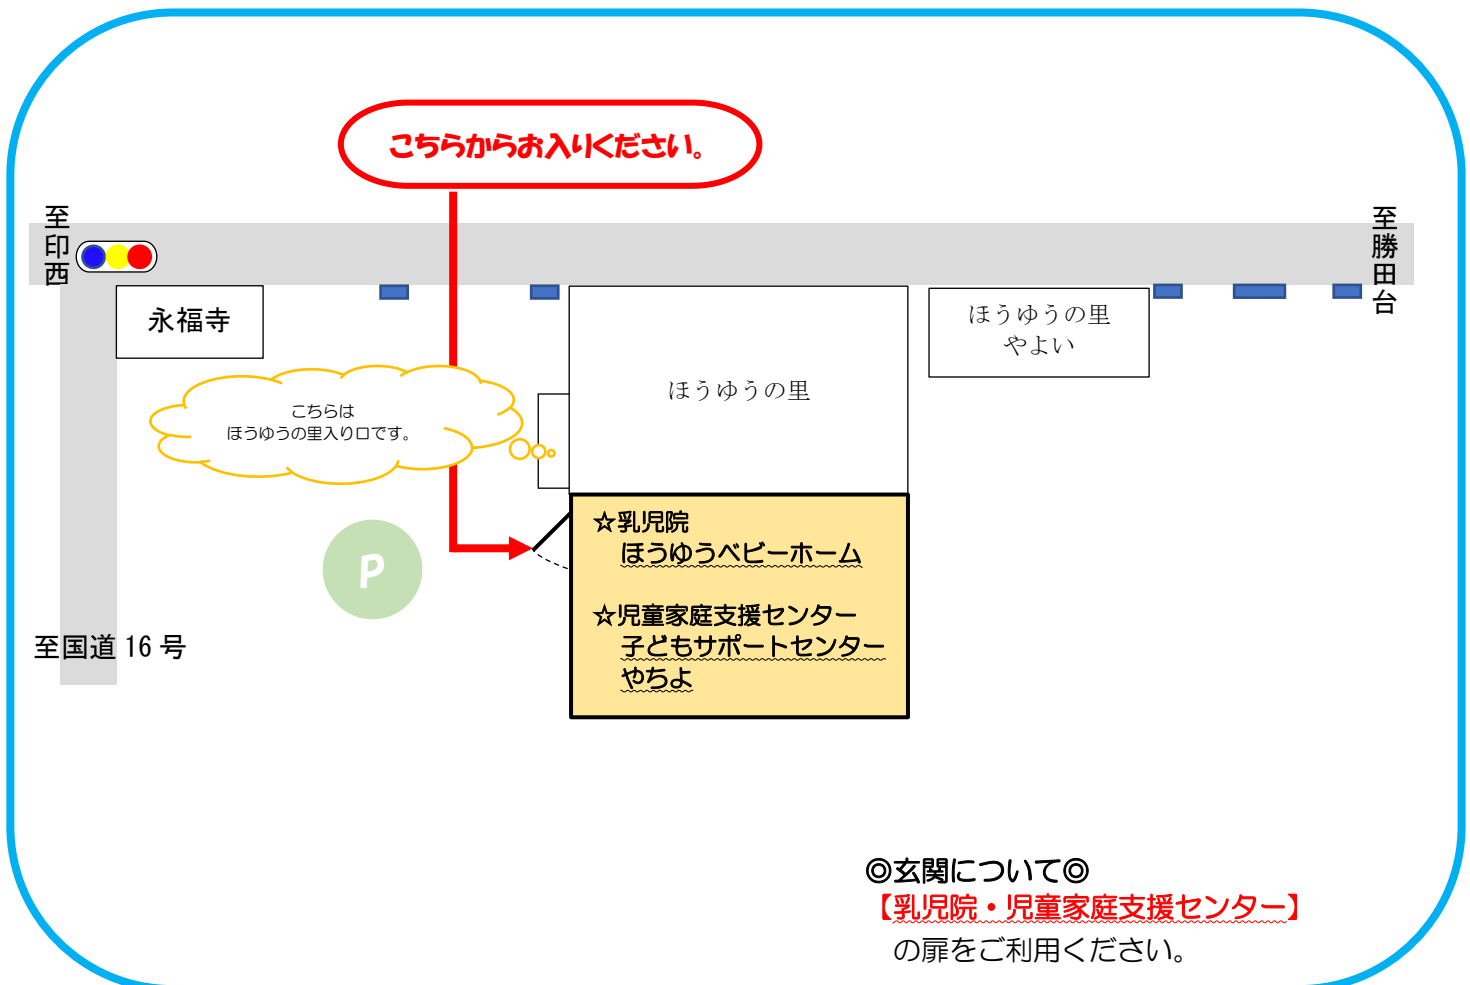 こちらからお入りください。
至印西
至勝田台
永福寺
ほうゆうの里
やよい
ほうゆうの里
こちらは
ほうゆうの里入り口です。
☆乳児院
ほうゆうベビーホーム
P
☆児童家庭支援センター
子どもサポートセンター
やちよ
至国道 16 号
◎玄関について◎
【乳児院・児童家庭支援センター】
の扉をご利用ください。